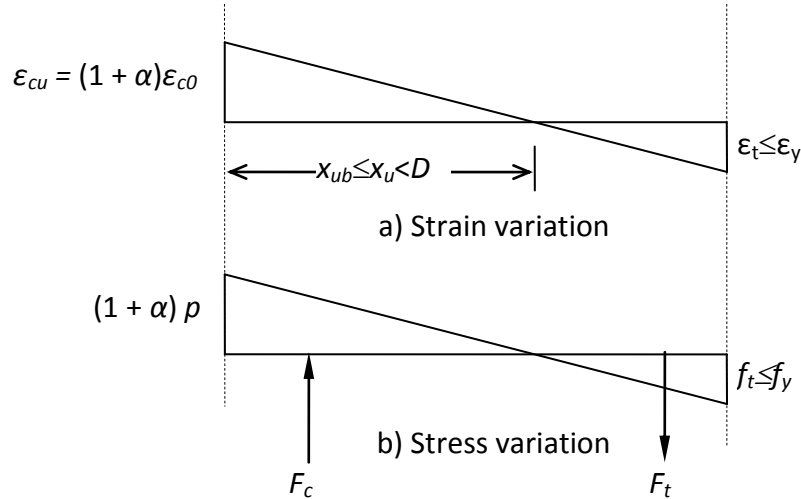 εcu = (1 + α)εc0
εt≤εy
xub≤xu<D
a) Strain variation
(1 + α) p
ft≤fy
b) Stress variation
Fc
Ft